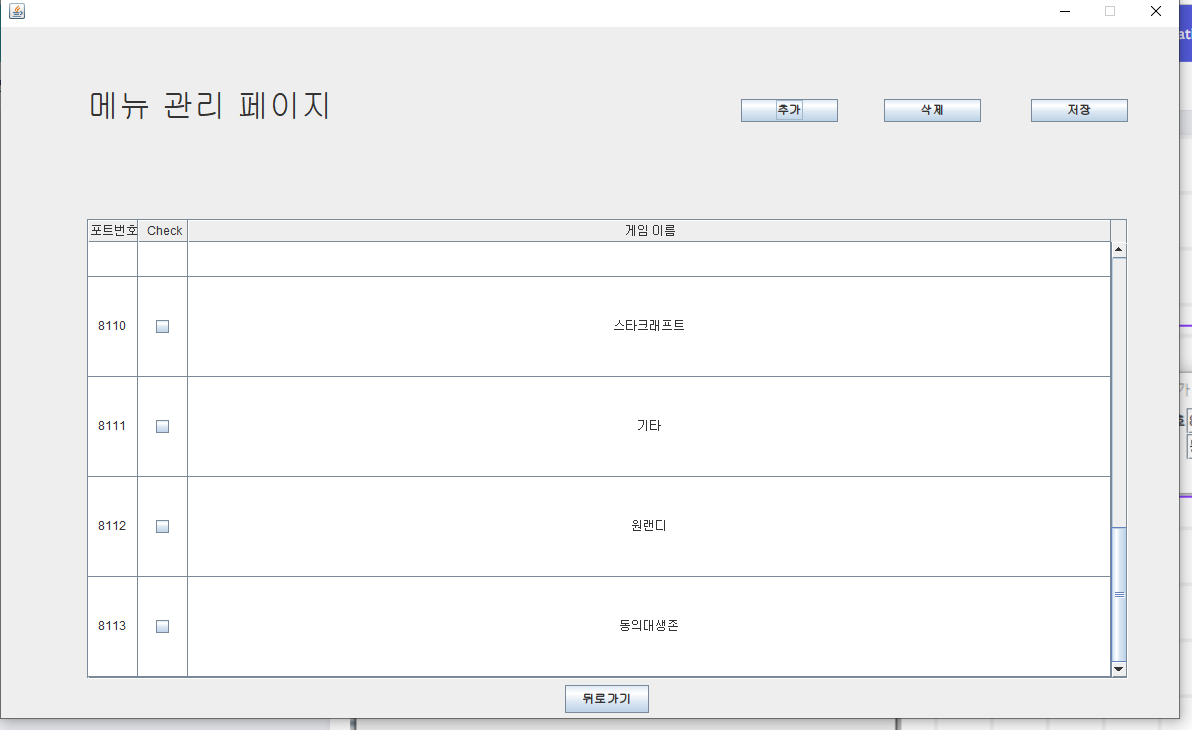 메뉴 관리 페이지
추가 삭제 저장
포트번호 Check 게임 이름
8110 스타크래프트
8111 기타
8112 원랜디
8113 동의대생존
뒤로가기